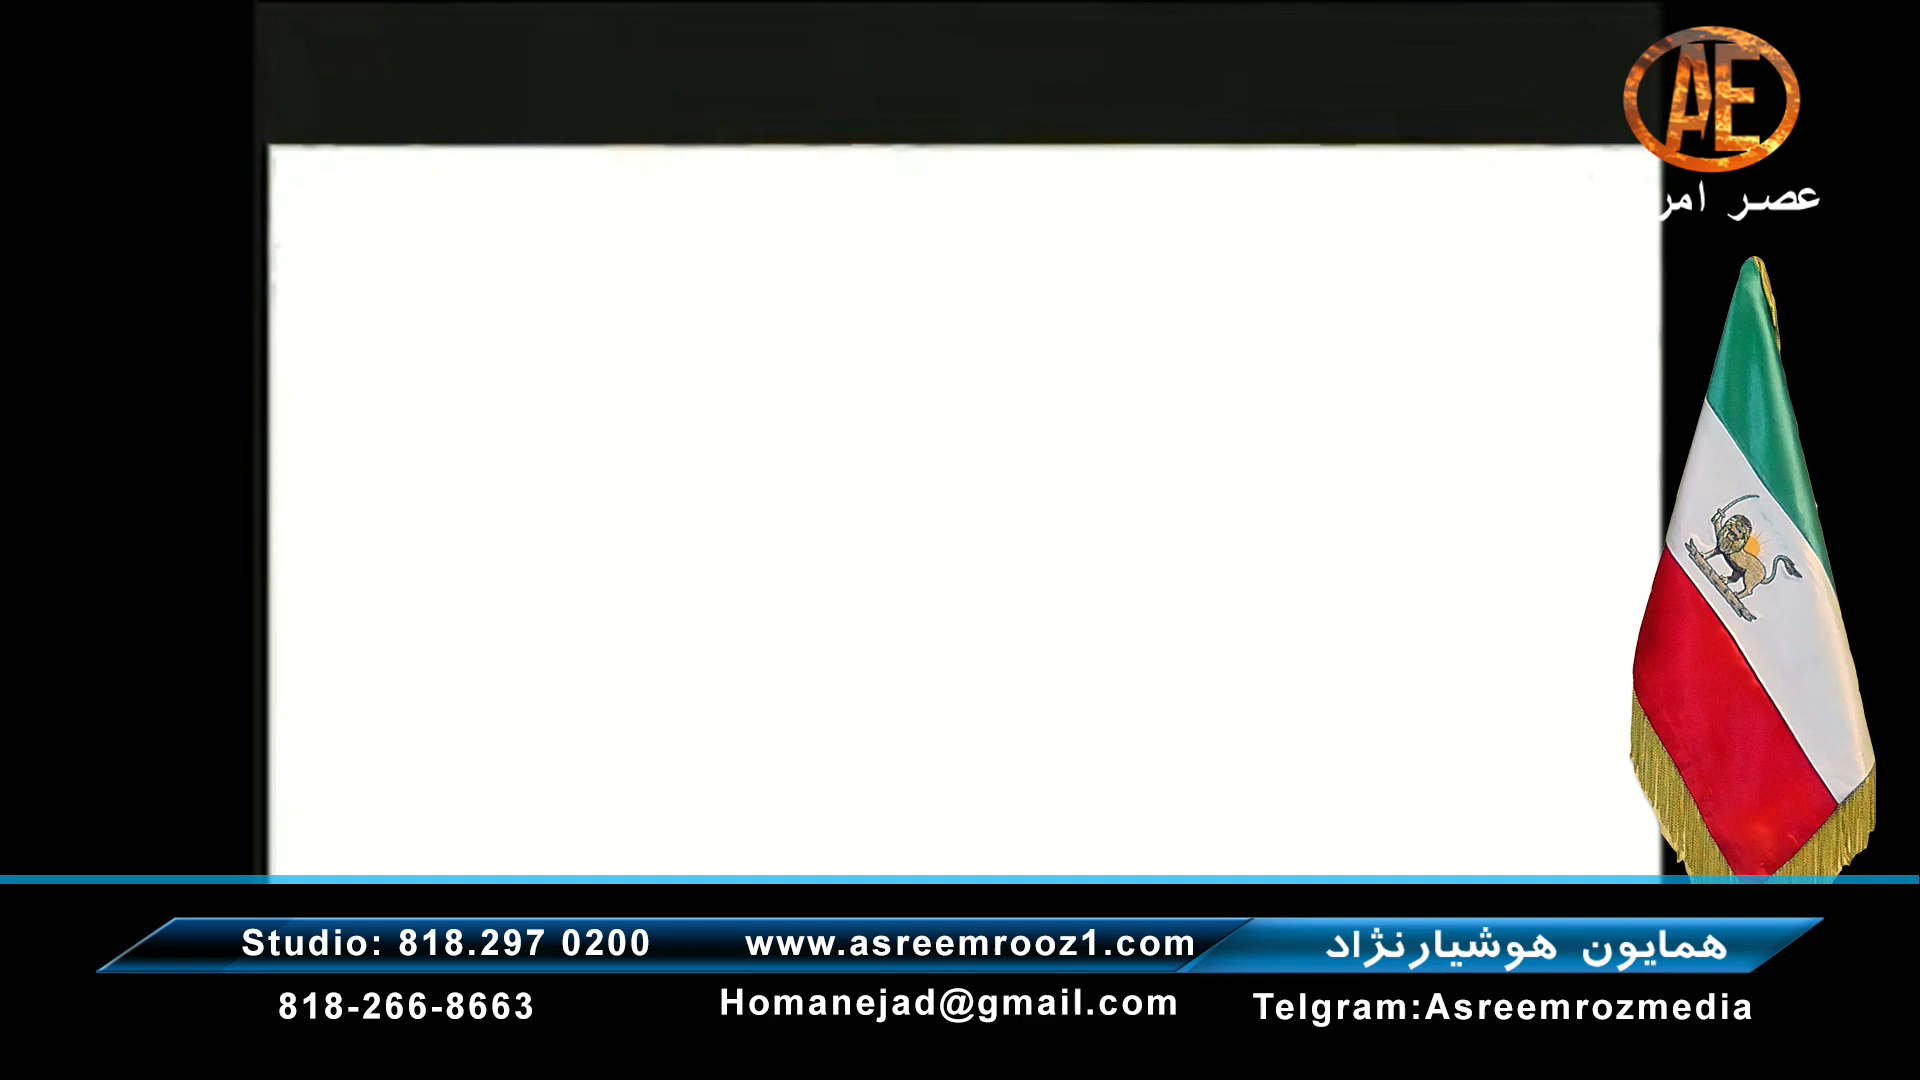 AE
عصر امر
Studio: 818.297 0200
www.asreemrooz1.com
همایون هوشیارنژاد
818-266-8663
Homanejad@gmail.com
Telgram:Asreemrozmedia